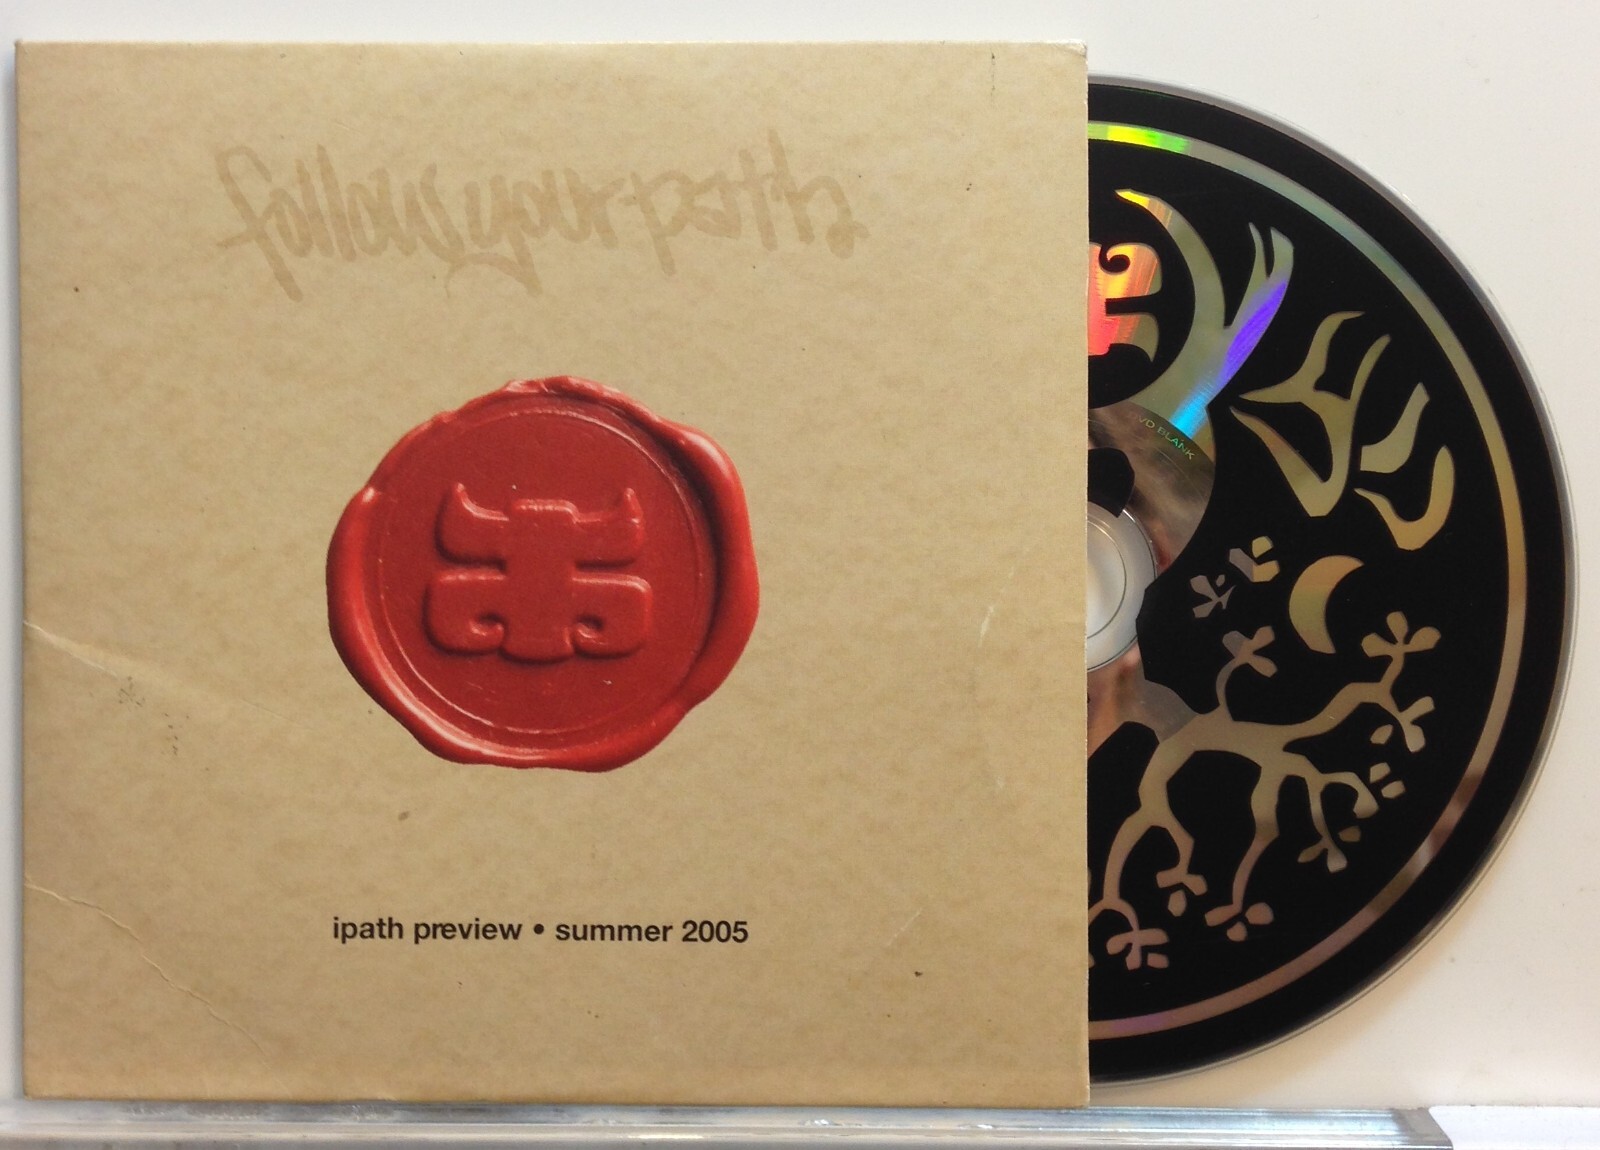 follow your path
ipath preview • summer 2005
DVD BLANK